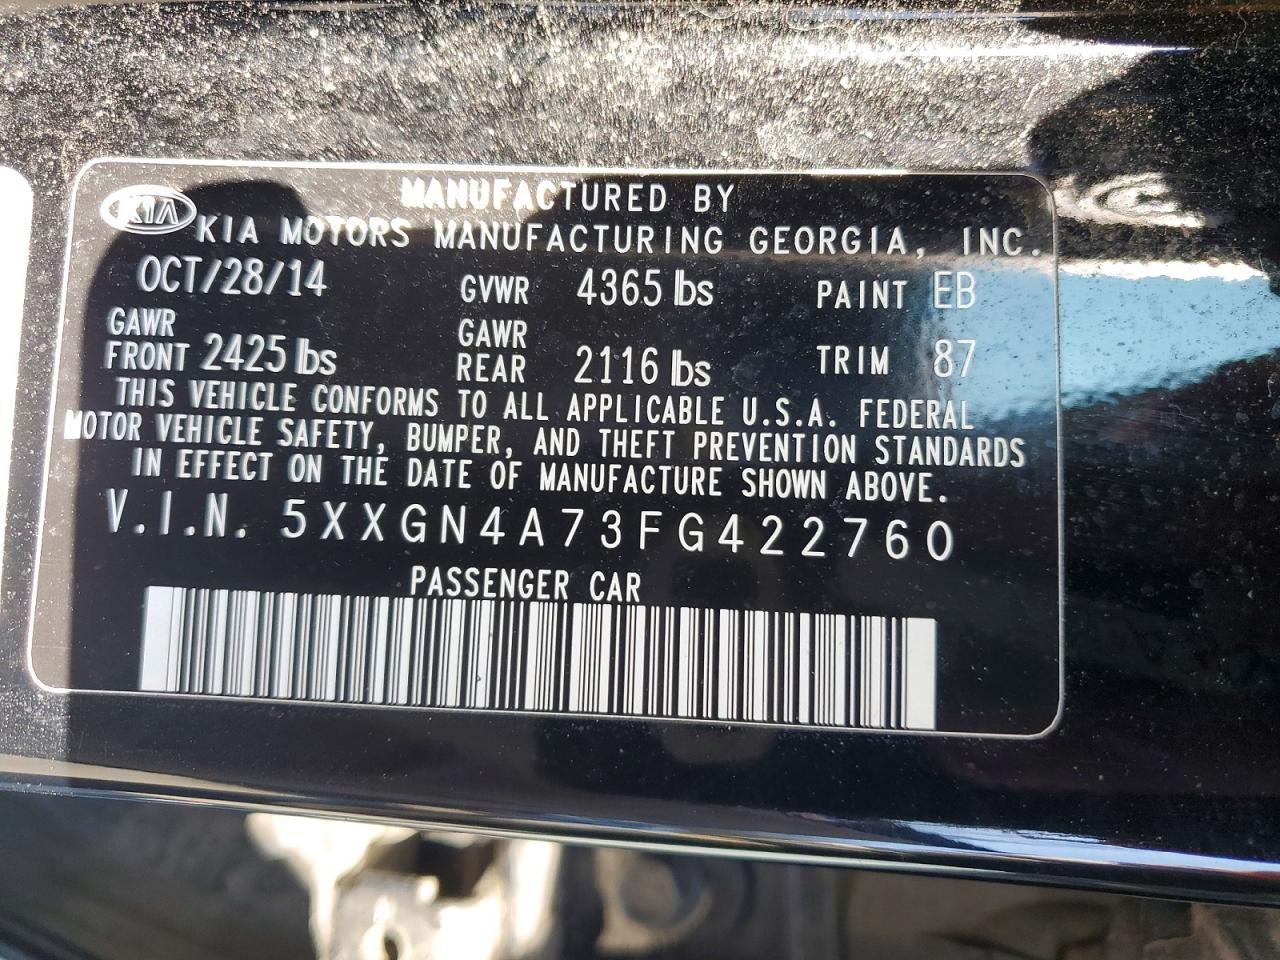 KIA
MANUFACTURED BY
KIA MOTORS MANUFACTURING GEORGIA, INC.
OCT/28/14 GVWR 4365 lbs PAINT EB
GAWR FRONT 2425 lbs GAWR REAR 2116 lbs TRIM 87
THIS VEHICLE CONFORMS TO ALL APPLICABLE U.S.A. FEDERAL
MOTOR VEHICLE SAFETY, BUMPER, AND THEFT PREVENTION STANDARDS
IN EFFECT ON THE DATE OF MANUFACTURE SHOWN ABOVE.
V.I.N. 5XXGN4A73FG422760
PASSENGER CAR